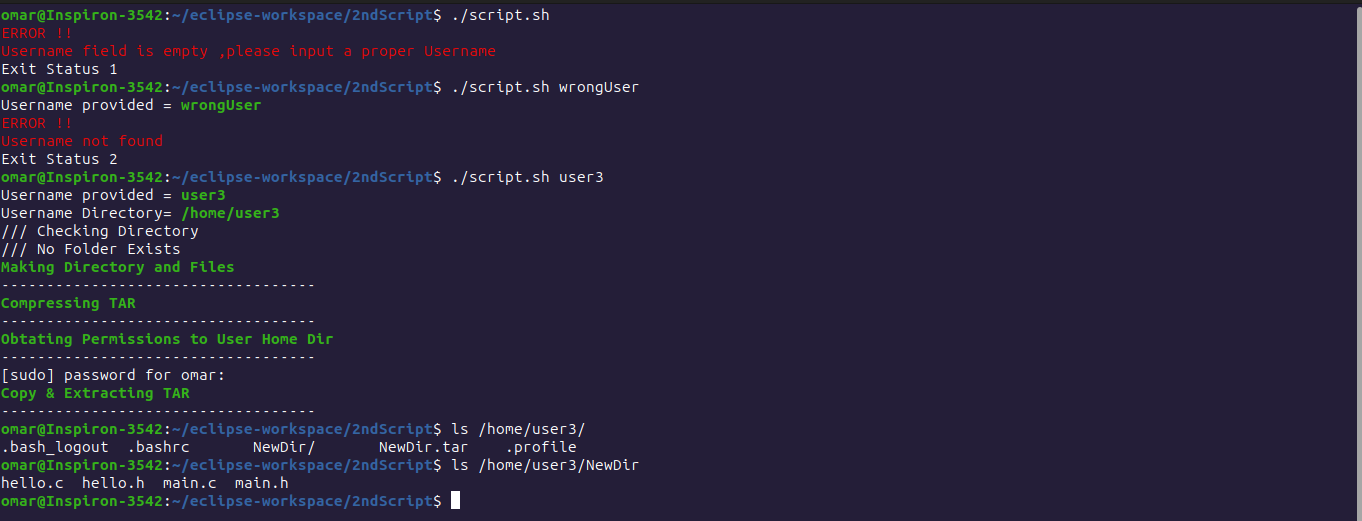 omar@Inspiron-3542:~/eclipse-workspace/2ndScript$ ./script.sh
ERROR !!
Username field is empty ,please input a proper Username
Exit Status 1
omar@Inspiron-3542:~/eclipse-workspace/2ndScript$ ./script.sh wrongUser
Username provided = wrongUser
ERROR !!
Username not found
Exit Status 2
omar@Inspiron-3542:~/eclipse-workspace/2ndScript$ ./script.sh user3
Username provided = user3
Username Directory= /home/user3
/// Checking Directory
/// No Folder Exists
Making Directory and Files
-----------------------------------
Compressing TAR
-----------------------------------
Obtating Permissions to User Home Dir
-----------------------------------
[sudo] password for omar:
Copy & Extracting TAR
-----------------------------------
omar@Inspiron-3542:~/eclipse-workspace/2ndScript$ ls /home/user3/
.bash_logout  .bashrc       NewDir/       NewDir.tar    .profile
omar@Inspiron-3542:~/eclipse-workspace/2ndScript$ ls /home/user3/NewDir
hello.c  hello.h  main.c  main.h
omar@Inspiron-3542:~/eclipse-workspace/2ndScript$